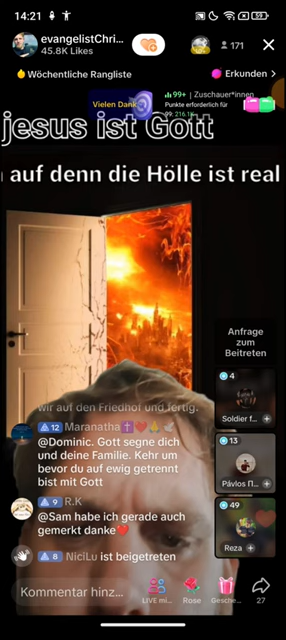 14:21
59
evangelistChri...
45.8K Likes
171
Wöchentliche Rangliste
Erkunden >
Vielen Dank
99+ | Zuschauer*innen
Punkte erforderlich für
99: 216.1K
jesus ist Gott
auf denn die Hölle ist real
Anfrage
zum
Beitreten
4
Soldier f...
wir auf den Friedhof und fertig.
12 Maranatha
@Dominic. Gott segne dich
und deine Familie. Kehr um
bevor du auf ewig getrennt
bist mit Gott
13
Pávlos Π...
9 R.K
@Sam habe ich gerade auch
gemerkt danke
49
Reza
8 NiciLu ist beigetreten
Kommentar hinz...
LIVE mi...
Rose
Gesche...
27